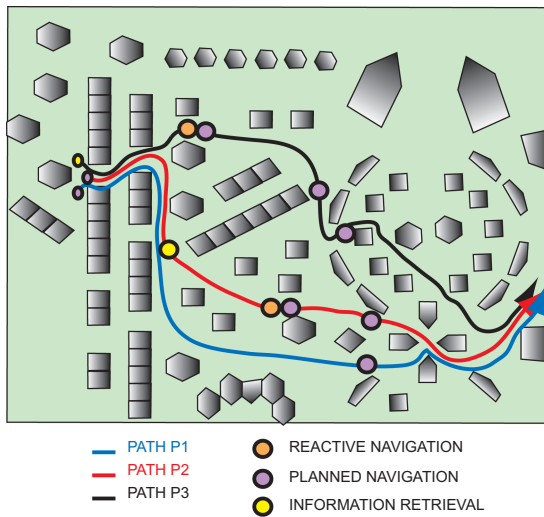 PATH P1
PATH P2
PATH P3
REACTIVE NAVIGATION
PLANNED NAVIGATION
INFORMATION RETRIEVAL